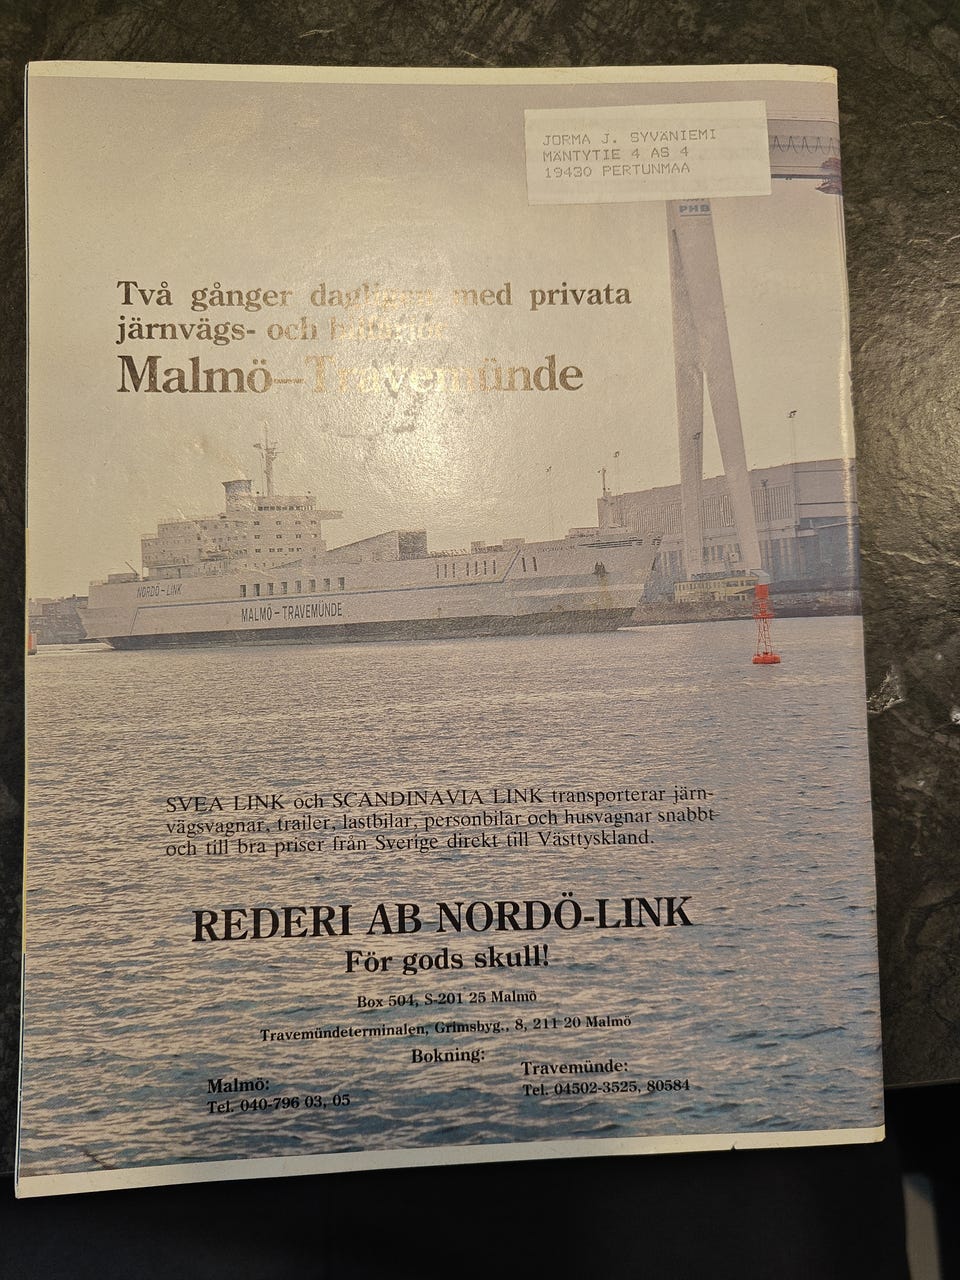 JORMA J. SYVÄNIEMI
MÄNTYTIE 4 AS 4
19430 PERTUNMAA
PHB
Två gånger dagligen med privata
järnvägs- och
Malmö—Travemünde
NORDÖ-LINK
MALMÖ-TRAVEMÜNDE
SVEA LINK och SCANDINAVIA LINK transporterar järn-
vägsvagnar, trailer, lastbilar, personbilar och husvagnar snabbt
och till bra priser från Sverige direkt till Västtyskland.
REDERI AB NORDÖ-LINK
För gods skull!
Box 504, S-201 25 Malmö
Travemündeterminalen, Grimsbyg., 8, 211 20 Malmö
Bokning:
Malmö:
Tel. 040-796 03, 05
Travemünde:
Tel. 04502-3525, 80584